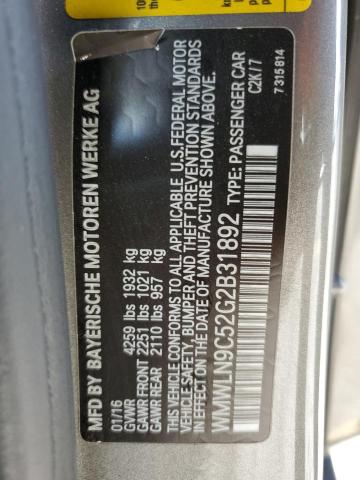 MFD BY BAYERISCHE MOTOREN WERKE AG
01/16
GVWR 4259 lbs 1932 kg
GAWR FRONT 2251 lbs 1021 kg
GAWR REAR 2110 lbs 957 kg
THIS VEHICLE CONFORMS TO ALL APPLICABLE U.S. FEDERAL MOTOR
VEHICLE SAFETY, BUMPER AND THEFT PREVENTION STANDARDS
IN EFFECT ON THE DATE OF MANUFACTURE SHOWN ABOVE.
WMWLN9C52G2B31892 TYPE: PASSENGER CAR
C2K/7
7315814